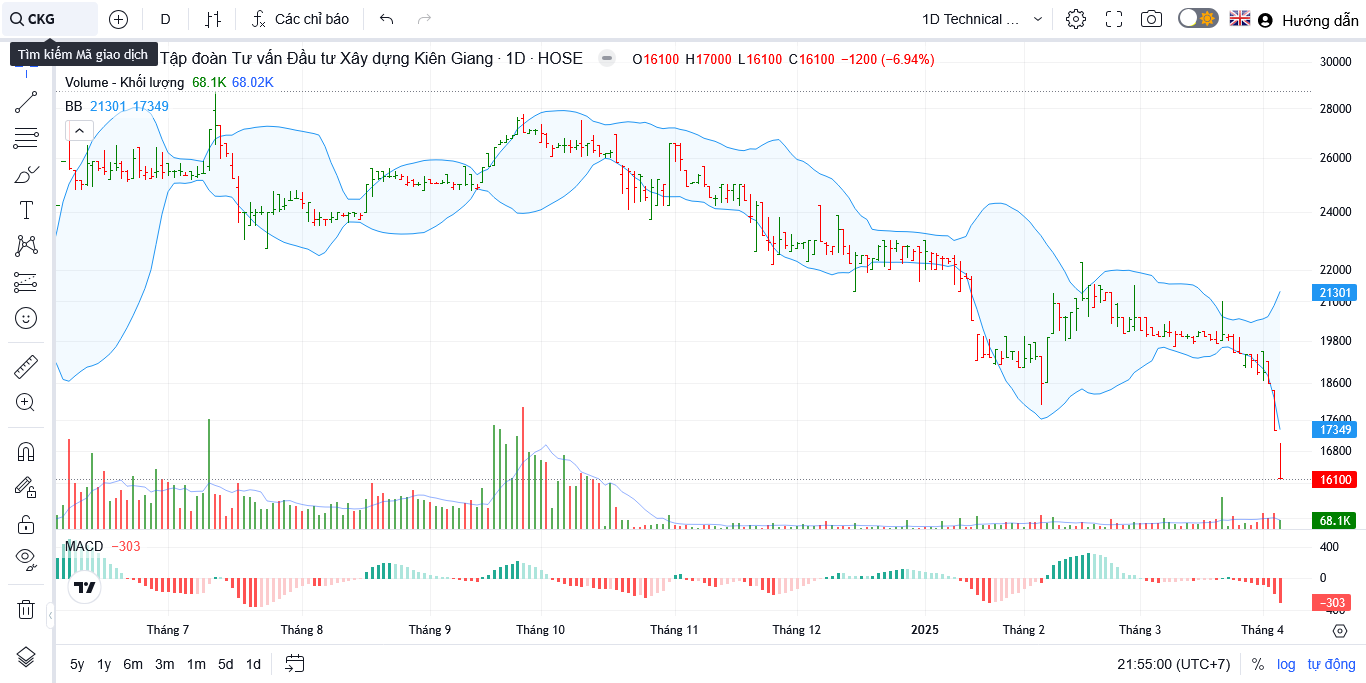 CKG
D
Các chỉ báo
1D Technical ...
Hướng dẫn
Tìm kiếm Mã giao dịch
Tập đoàn Tư vấn Đầu tư Xây dựng Kiên Giang · 1D · HOSE
O16100 H17000 L16100 C16100 −1200 (−6.94%)
Volume - Khối lượng 68.1K 68.02K
BB 21301 17349
30000
28000
26000
24000
22000
21301
21000
19800
18600
17600
17349
16800
16100
68.1K
MACD −303
400
0
−303
Tháng 7
Tháng 8
Tháng 9
Tháng 10
Tháng 11
Tháng 12
2025
Tháng 2
Tháng 3
Tháng 4
5y 1y 6m 3m 1m 5d 1d
21:55:00 (UTC+7)
% log tự động